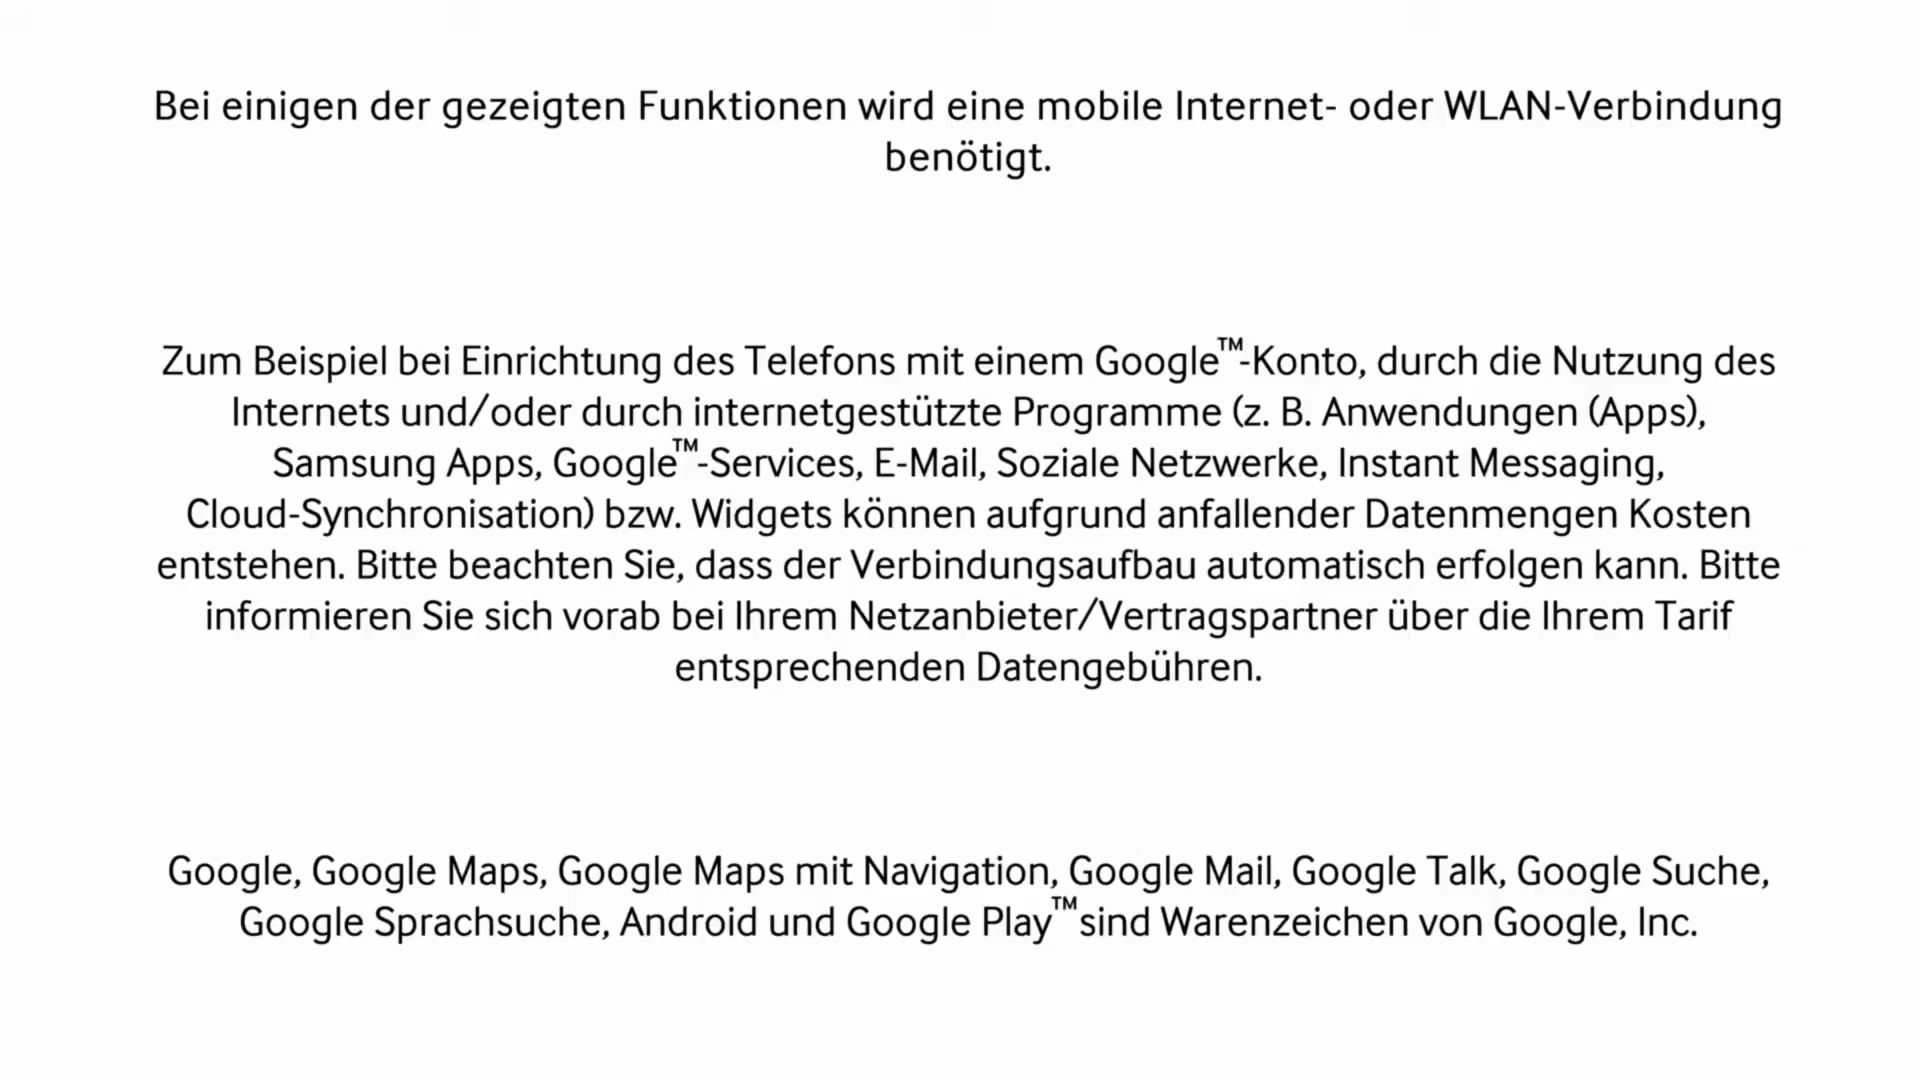 Bei einigen der gezeigten Funktionen wird eine mobile Internet- oder WLAN-Verbindung
benötigt.
Zum Beispiel bei Einrichtung des Telefons mit einem Google™-Konto, durch die Nutzung des
Internets und/oder durch internetgestützte Programme (z. B. Anwendungen (Apps),
Samsung Apps, Google™-Services, E-Mail, Soziale Netzwerke, Instant Messaging,
Cloud-Synchronisation) bzw. Widgets können aufgrund anfallender Datenmengen Kosten
entstehen. Bitte beachten Sie, dass der Verbindungsaufbau automatisch erfolgen kann. Bitte
informieren Sie sich vorab bei Ihrem Netzanbieter/Vertragspartner über die Ihrem Tarif
entsprechenden Datengebühren.
Google, Google Maps, Google Maps mit Navigation, Google Mail, Google Talk, Google Suche,
Google Sprachsuche, Android und Google Play™ sind Warenzeichen von Google, Inc.